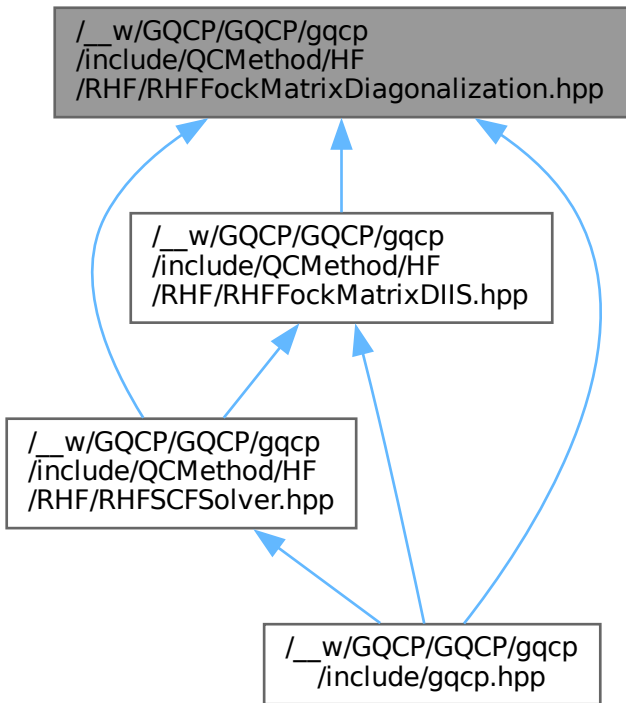 /__w/GQCP/GQCP/gqcp
/include/QCMethod/HF
/RHF/RHFFockMatrixDiagonalization.hpp
/__w/GQCP/GQCP/gqcp
/include/QCMethod/HF
/RHF/RHFFockMatrixDIIS.hpp
/__w/GQCP/GQCP/gqcp
/include/QCMethod/HF
/RHF/RHFSCFSolver.hpp
/__w/GQCP/GQCP/gqcp
/include/gqcp.hpp